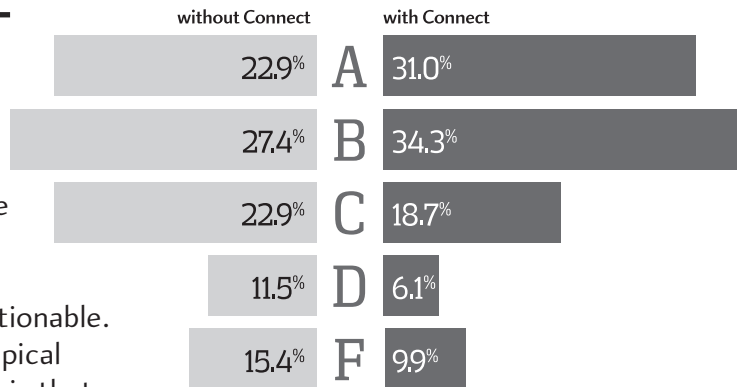 without Connect with Connect
22.9% A 31.0%
27.4% B 34.3%
e
22.9% C 18.7%
11.5% D 6.1%
tionable.
pical
15.4% F 9.9%